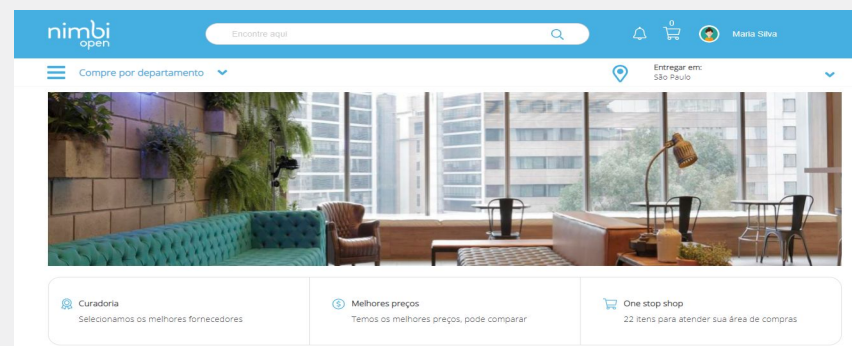 nimbi
open
Encontre aqui
0
Maria Silva
Compre por departamento
Entregar em:
São Paulo
Curadoria
Selecionamos os melhores fornecedores
Melhores preços
Temos os melhores preços, pode comparar
One stop shop
22 itens para atender sua área de compras